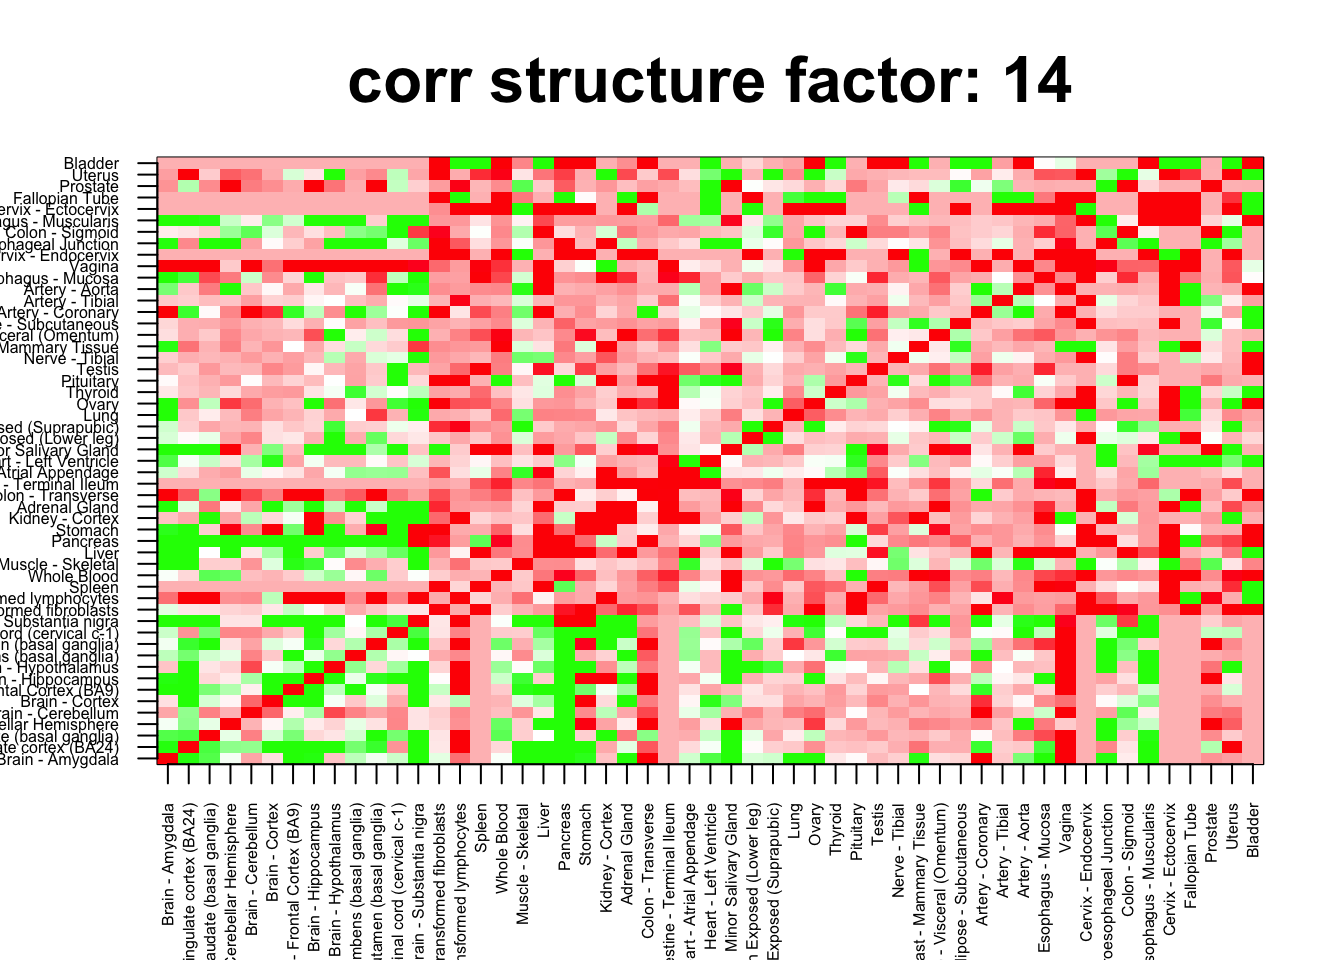 corr structure factor: 14
Bladder
Uterus
Prostate
Fallopian Tube
ervix - Ectocervix
agus - Muscularis
Colon - Sigmoid
phageal Junction
rvix - Endocervix
Vagina
phagus - Mucosa
Artery - Aorta
Artery - Tibial
Artery - Coronary
e - Subcutaneous
ceral (Omentum)
Mammary Tissue
Nerve - Tibial
Testis
Pituitary
Thyroid
Ovary
Lung
sed (Suprapubic)
osed (Lower leg)
or Salivary Gland
rt - Left Ventricle
Atrial Appendage
- Terminal Ileum
olon - Transverse
Adrenal Gland
Kidney - Cortex
Stomach
Pancreas
Liver
Muscle - Skeletal
Whole Blood
Spleen
med lymphocytes
ormed fibroblasts
Substantia nigra
ord (cervical c-1)
n (basal ganglia)
s (basal ganglia)
n - Hypothalamus
n - Hippocampus
ntal Cortex (BA9)
Brain - Cortex
rain - Cerebellum
ellar Hemisphere
e (basal ganglia)
ate cortex (BA24)
Brain - Amygdala
Brain - Amygdala
ingulate cortex (BA24)
audate (basal ganglia)
Cerebellar Hemisphere
Brain - Cerebellum
Brain - Cortex
- Frontal Cortex (BA9)
Brain - Hippocampus
Brain - Hypothalamus
mbens (basal ganglia)
utamen (basal ganglia)
inal cord (cervical c-1)
rain - Substantia nigra
ransformed fibroblasts
nsformed lymphocytes
Spleen
Whole Blood
Muscle - Skeletal
Liver
Pancreas
Stomach
Kidney - Cortex
Adrenal Gland
Colon - Transverse
estine - Terminal Ileum
art - Atrial Appendage
Heart - Left Ventricle
Minor Salivary Gland
n Exposed (Lower leg)
Exposed (Suprapubic)
Lung
Ovary
Thyroid
Pituitary
Testis
Nerve - Tibial
ast - Mammary Tissue
- Visceral (Omentum)
dipose - Subcutaneous
Artery - Coronary
Artery - Tibial
Artery - Aorta
Esophagus - Mucosa
Vagina
Cervix - Endocervix
roesophageal Junction
Colon - Sigmoid
sophagus - Muscularis
Cervix - Ectocervix
Fallopian Tube
Prostate
Uterus
Bladder